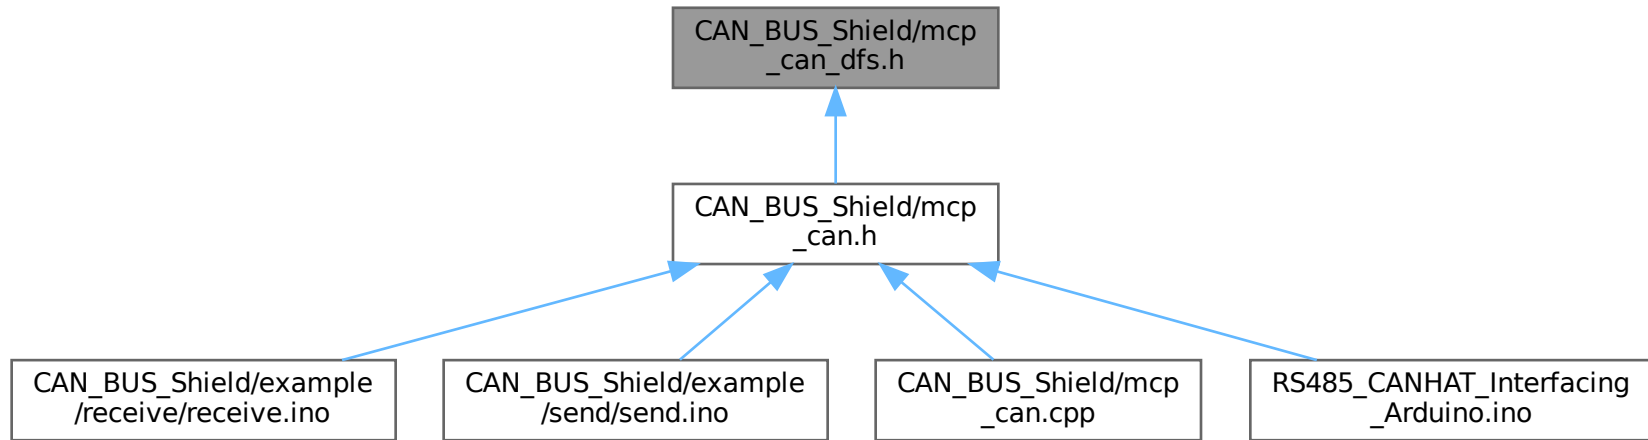 CAN_BUS_Shield/mcp
_can_dfs.h
CAN_BUS_Shield/mcp
_can.h
CAN_BUS_Shield/example
/receive/receive.ino
CAN_BUS_Shield/example
/send/send.ino
CAN_BUS_Shield/mcp
_can.cpp
RS485_CANHAT_Interfacing
_Arduino.ino